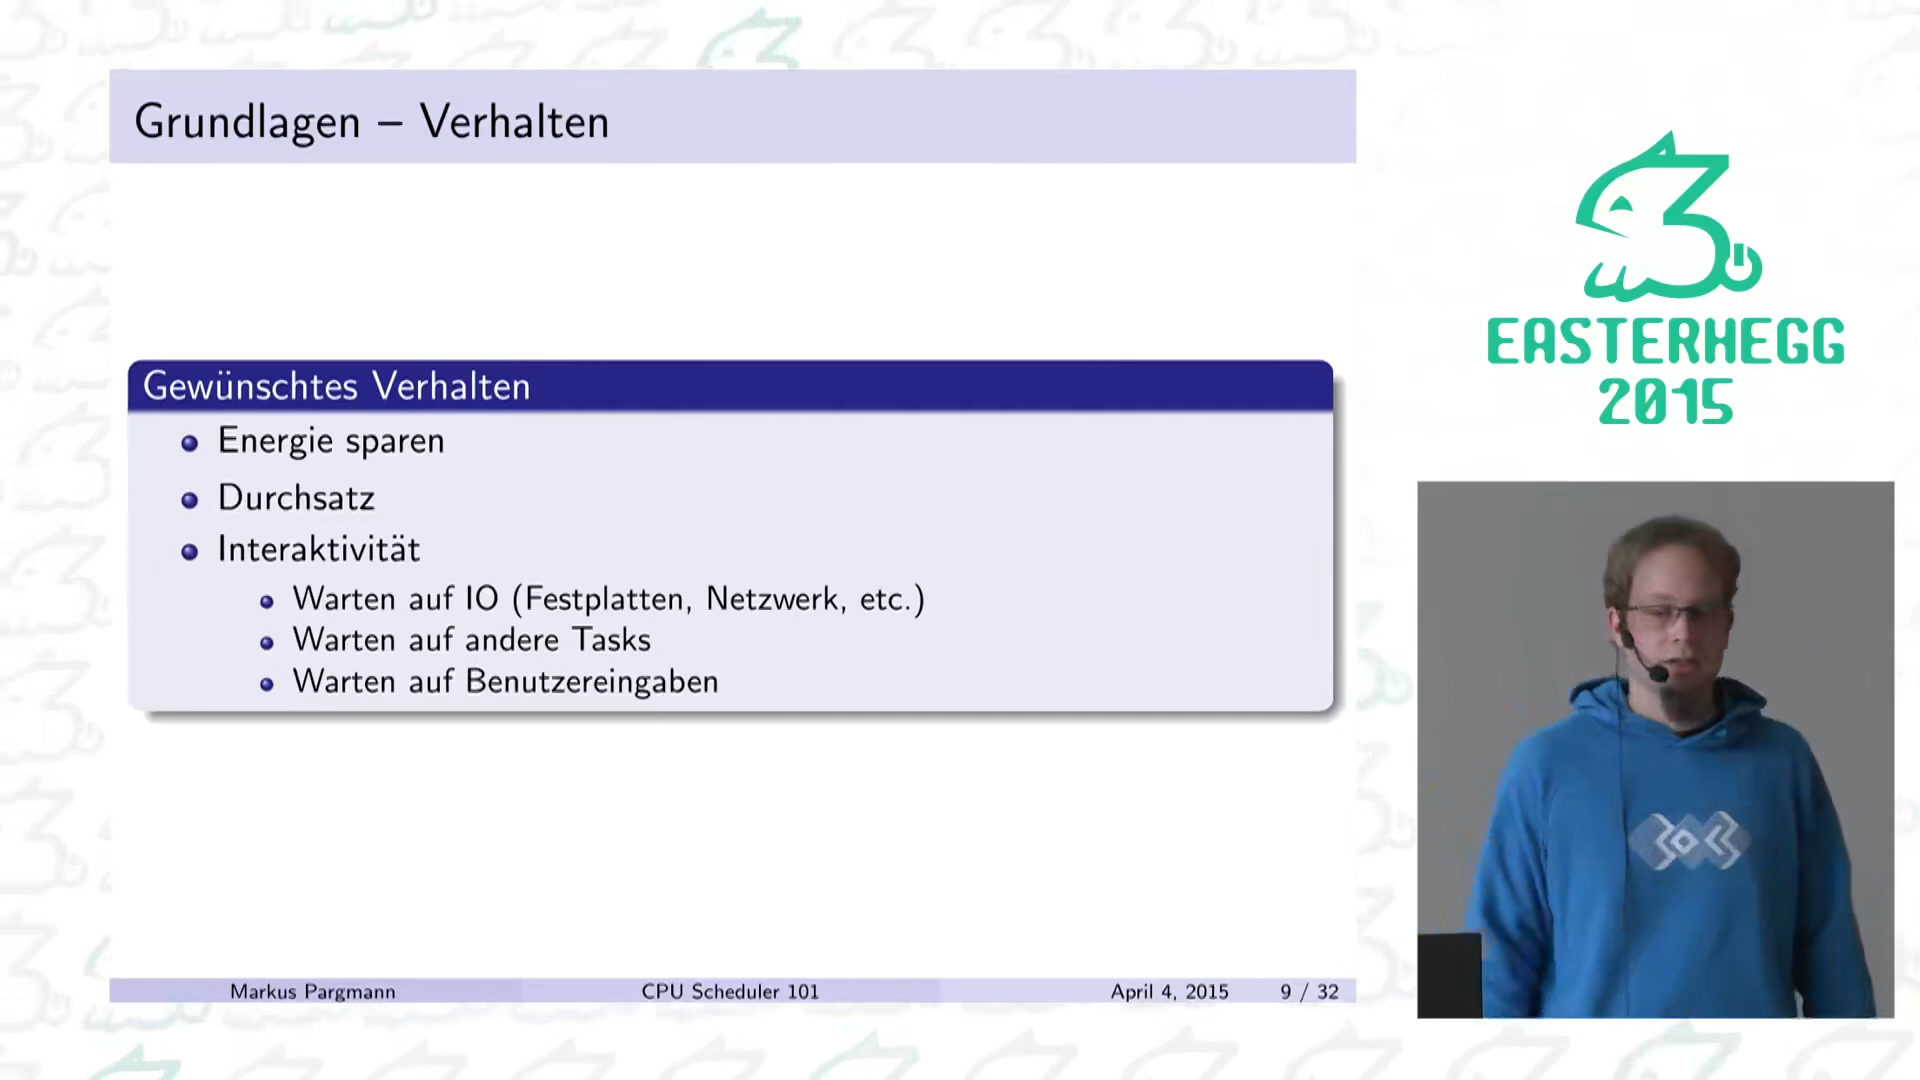 Grundlagen – Verhalten
Gewünschtes Verhalten
Energie sparen
Durchsatz
Interaktivität
Warten auf IO (Festplatten, Netzwerk, etc.)
Warten auf andere Tasks
Warten auf Benutzereingaben
Markus Pargmann
CPU Scheduler 101
April 4, 2015
9 / 32
EASTERHEGG
2015